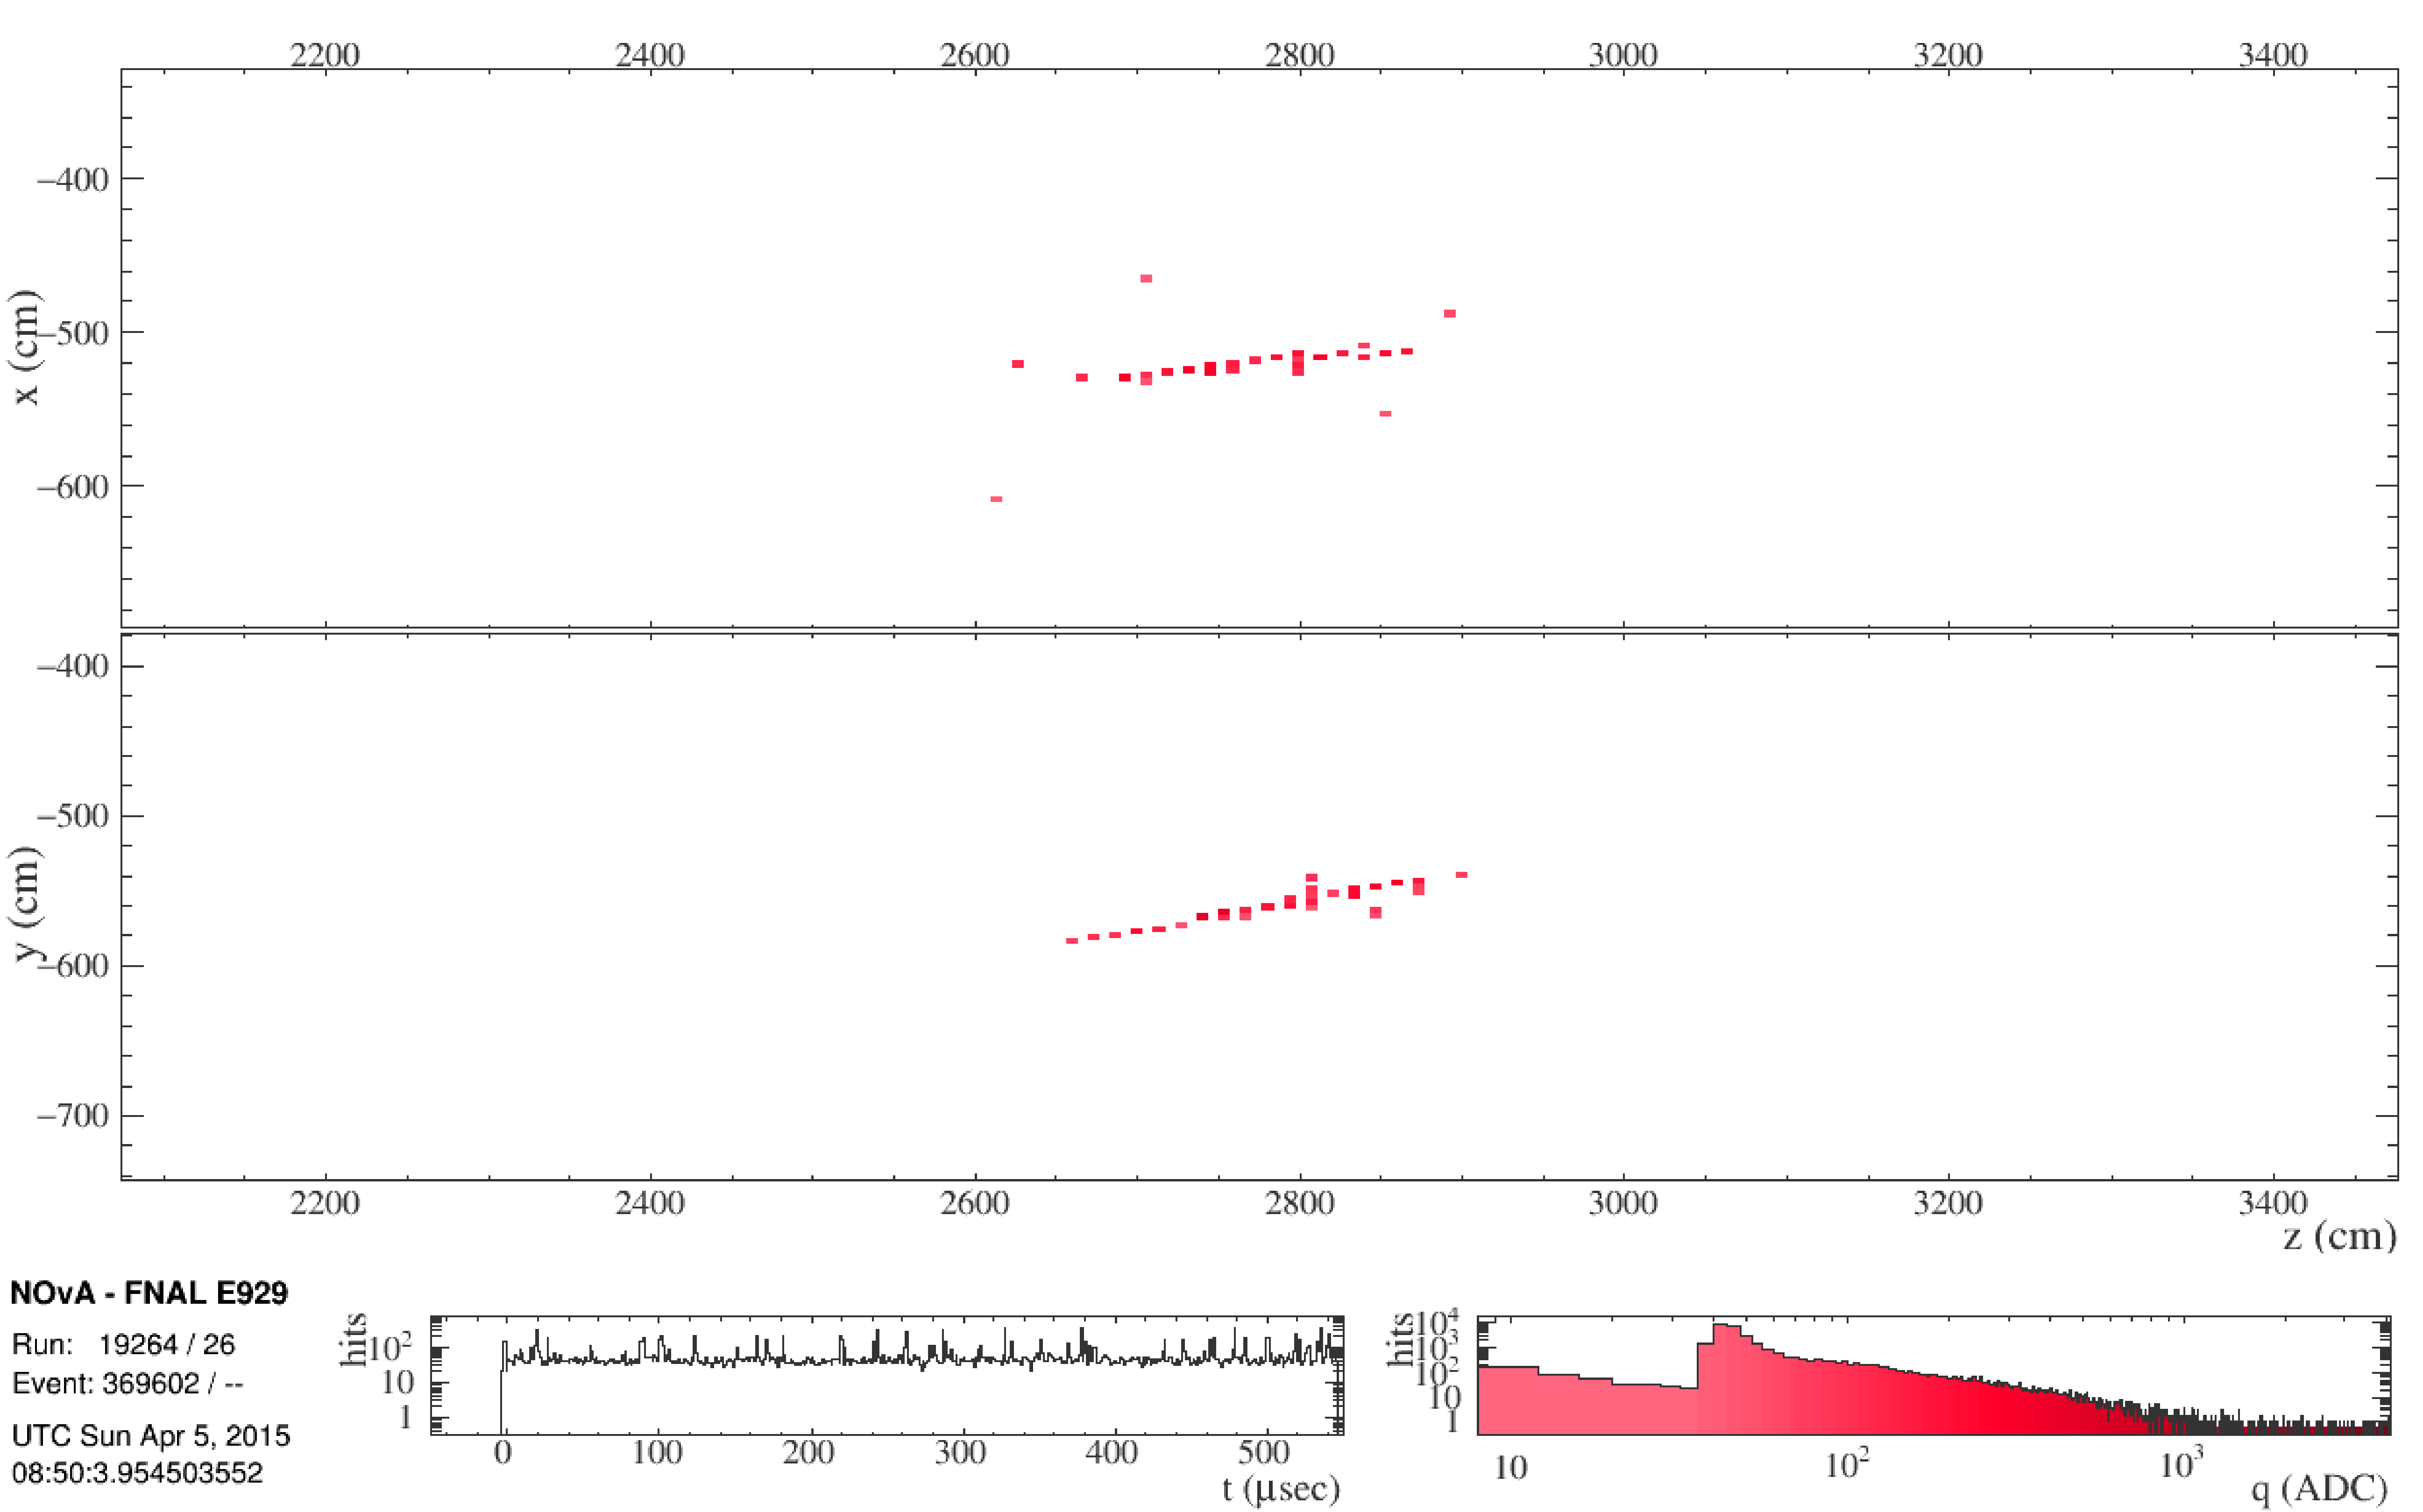 2200 2400 2600 2800 3000 3200 3400
x (cm)
−400
−500
−600
y (cm)
−400
−500
−600
−700
2200 2400 2600 2800 3000 3200 3400
z (cm)
NOvA - FNAL E929
Run: 19264 / 26
Event: 369602 / --
UTC Sun Apr 5, 2015
08:50:3.954503552
hits
10²
10
1
0 100 200 300 400 500
t (μsec)
hits
10⁴
10³
10²
10
1
10 10² 10³
q (ADC)